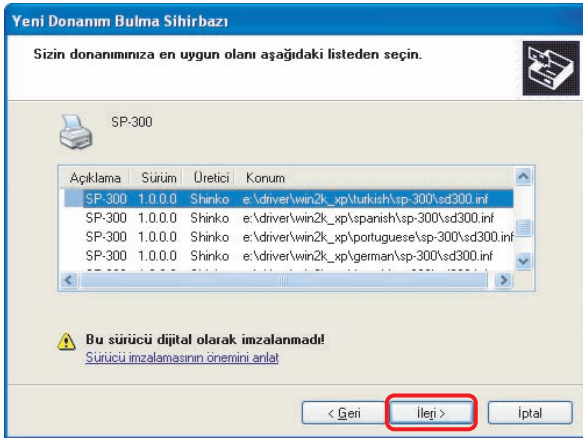 Yeni Donanım Bulma Sihirbazı
Sizin donanımınıza en uygun olanı aşağıdaki listeden seçin.
SP-300
Açıklama Sürüm Üretici Konum
SP-300 1.0.0.0 Shinko e:\driver\win2k_xp\turkish\sp-300\sd300.inf
SP-300 1.0.0.0 Shinko e:\driver\win2k_xp\spanish\sp-300\sd300.inf
SP-300 1.0.0.0 Shinko e:\driver\win2k_xp\portuguese\sp-300\sd300.inf
SP-300 1.0.0.0 Shinko e:\driver\win2k_xp\german\sp-300\sd300.inf
Bu sürücü dijital olarak imzalanmadı!
Sürücü imzalamasının önemini anlat
< Geri İleri > İptal